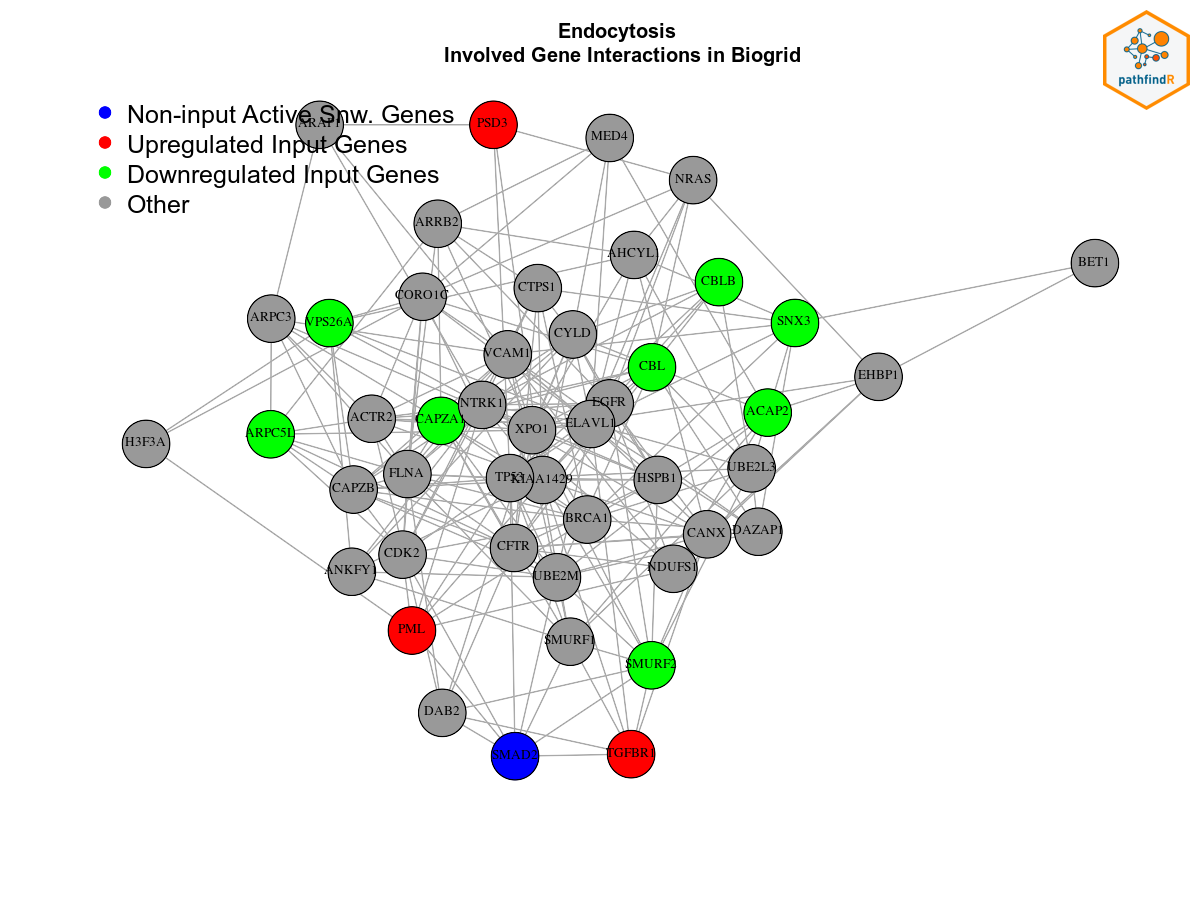 Endocytosis
Involved Gene Interactions in Biogrid
pathfindR
Non-input Active Snw. Genes
Upregulated Input Genes
Downregulated Input Genes
Other
ARAP1
PSD3
MED4
NRAS
ARRB2
AHCYL1
BET1
CBLB
CTPS1
CORO1C
ARPC3
VPS26A
SNX3
CYLD
VCAM1
CBL
EHBP1
NTRK1
EGFR
ACAP2
ACTR2
CAPZA1
ELAVL1
XPO1
ARPC5L
H3F3A
UBE2L3
FLNA
TP53
KIAA1429
HSPB1
CAPZB
BRCA1
CANX
DAZAP1
CFTR
CDK2
ANKFY1
UBE2M
NDUFS1
PML
SMURF1
SMURF2
DAB2
SMAD2
TGFBR1